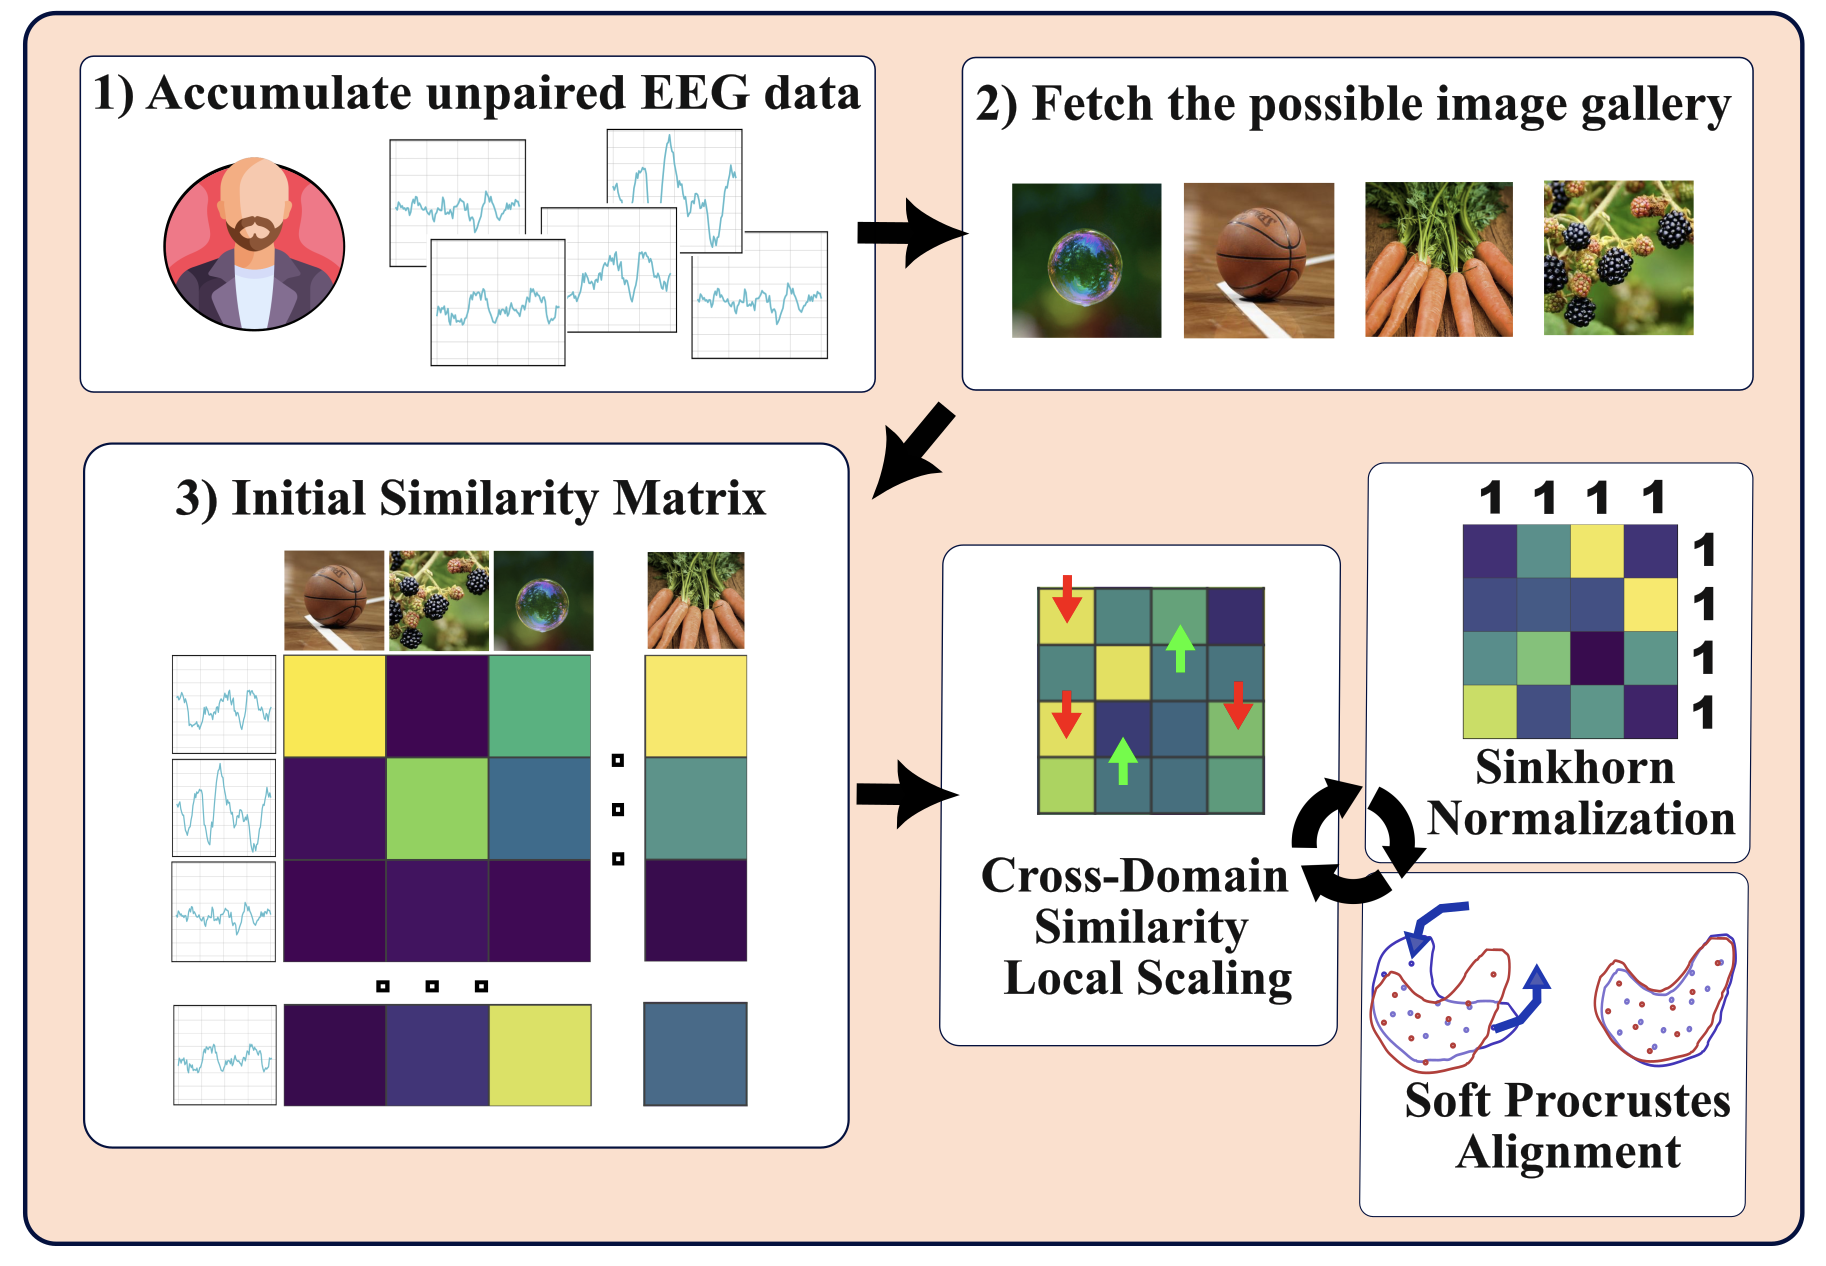 1) Accumulate unpaired EEG data
2) Fetch the possible image gallery
3) Initial Similarity Matrix
Cross-Domain
Similarity
Local Scaling
1 1 1 1
1
1
1
1
Sinkhorn
Normalization
Soft Procrustes
Alignment